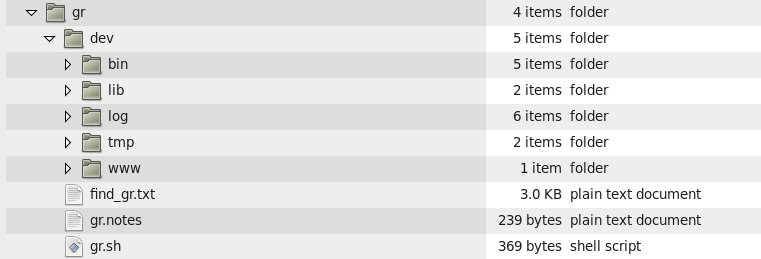 gr 4 items folder
dev 5 items folder
bin 5 items folder
lib 2 items folder
log 6 items folder
tmp 2 items folder
www 1 item folder
find_gr.txt 3.0 KB plain text document
gr.notes 239 bytes plain text document
gr.sh 369 bytes shell script